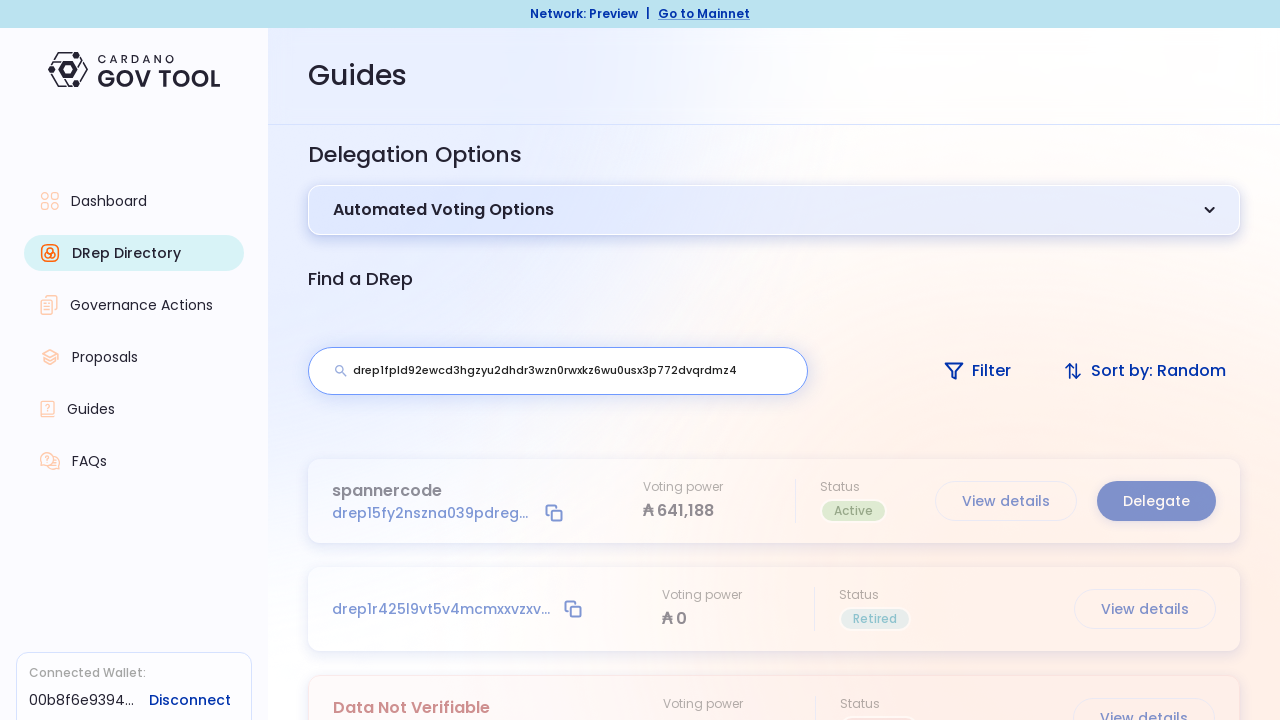 Network: Preview | Go to Mainnet
CARDANO
GOV TOOL
Guides
Dashboard
DRep Directory
Governance Actions
Proposals
Guides
FAQs
Connected Wallet:
00b8f6e9394... Disconnect
Delegation Options
Automated Voting Options
Find a DRep
drep1fpld92ewcd3hgzyu2dhdr3wzn0rwxkz6wu0usx3p772dvqrdmz4
Filter
Sort by: Random
spannercode
drep15fy2nszna039pdreg...
Voting power
₳ 641,188
Status
Active
View details
Delegate
drep1r425l9vt5v4mcmxxvzxv...
Voting power
₳ 0
Status
Retired
View details
Data Not Verifiable
Voting power
Status
View details